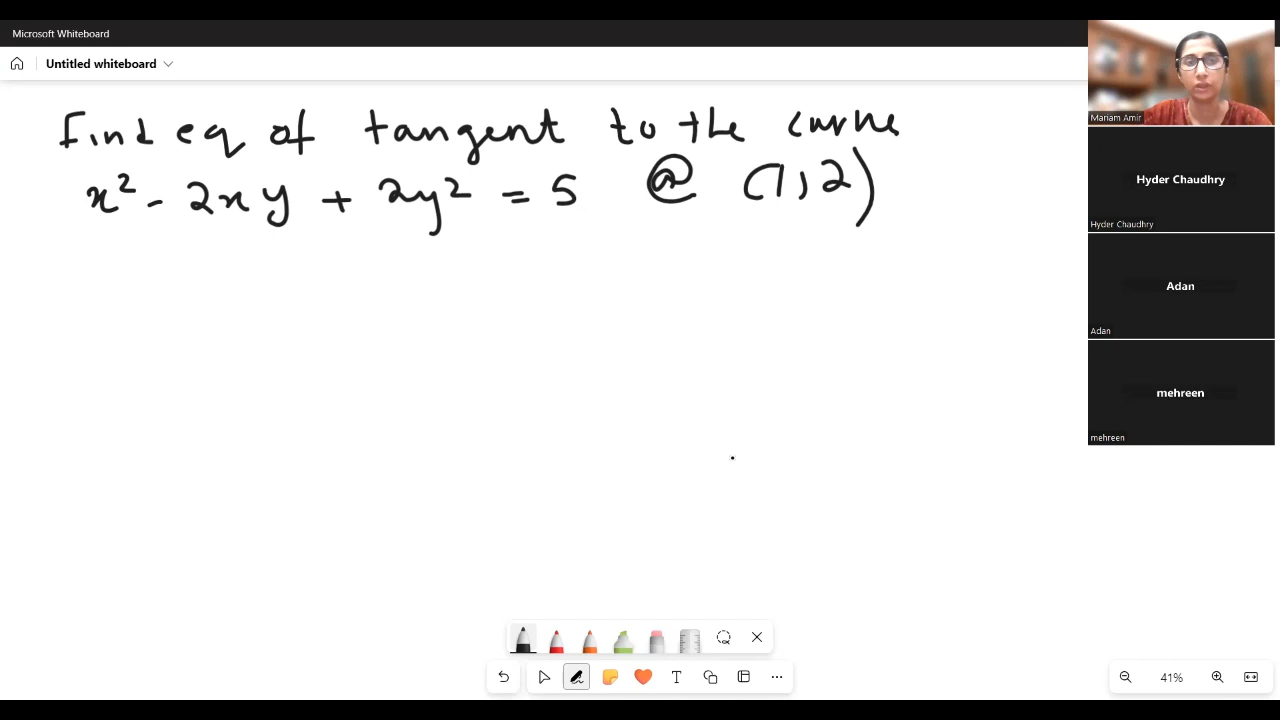 Microsoft Whiteboard
Untitled whiteboard
Find eq of tangent to the curve
x² - 2xy + 2y² = 5 @ (1,2)
Mariam Amir
Hyder Chaudhry
Hyder Chaudhry
Adan
Adan
mehreen
mehreen
41%